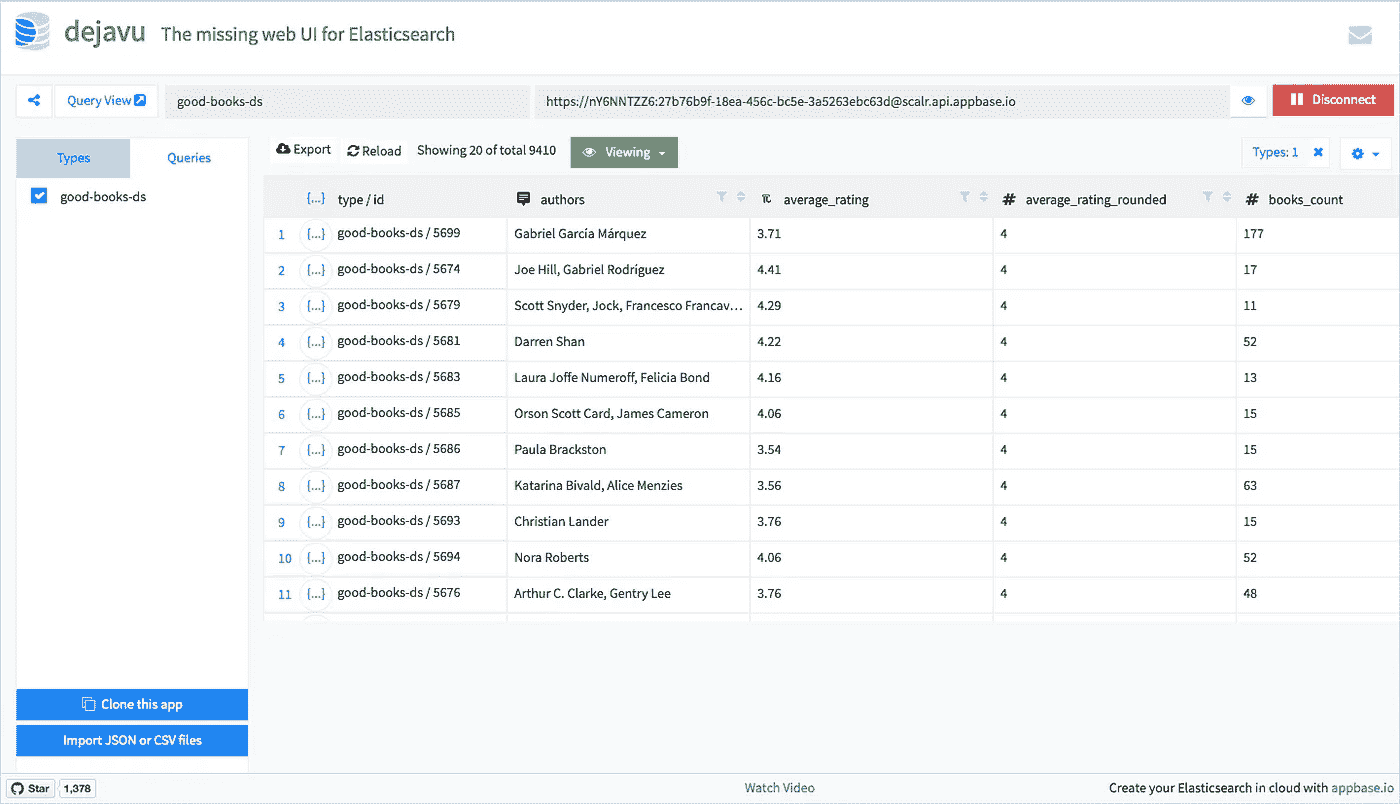 dejavu The missing web UI for Elasticsearch
Query View good-books-ds https://nY6NNTZZ6:27b76b9f-18ea-456c-bc5e-3a5263ebc63d@scalr.api.appbase.io Disconnect
Types Queries
good-books-ds
Clone this app
Import JSON or CSV files
Export Reload Showing 20 of total 9410 Viewing Types: 1
{...} type / id authors π average_rating # average_rating_rounded # books_count
1 {...} good-books-ds / 5699 Gabriel García Márquez 3.71 4 177
2 {...} good-books-ds / 5674 Joe Hill, Gabriel Rodríguez 4.41 4 17
3 {...} good-books-ds / 5679 Scott Snyder, Jock, Francesco Francav... 4.29 4 11
4 {...} good-books-ds / 5681 Darren Shan 4.22 4 52
5 {...} good-books-ds / 5683 Laura Joffe Numeroff, Felicia Bond 4.16 4 13
6 {...} good-books-ds / 5685 Orson Scott Card, James Cameron 4.06 4 15
7 {...} good-books-ds / 5686 Paula Brackston 3.54 4 15
8 {...} good-books-ds / 5687 Katarina Bivald, Alice Menzies 3.56 4 63
9 {...} good-books-ds / 5693 Christian Lander 3.76 4 15
10 {...} good-books-ds / 5694 Nora Roberts 4.06 4 52
11 {...} good-books-ds / 5676 Arthur C. Clarke, Gentry Lee 3.76 4 48
Star 1,378 Watch Video Create your Elasticsearch in cloud with appbase.io